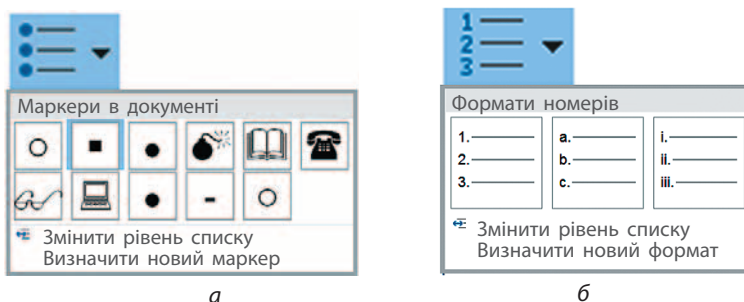 Маркери в документі
Змінити рівень списку
Визначити новий маркер
а
1
2
3
Формати номерів
1.
2.
3.
a.
b.
c.
i.
ii.
iii.
Змінити рівень списку
Визначити новий формат
б